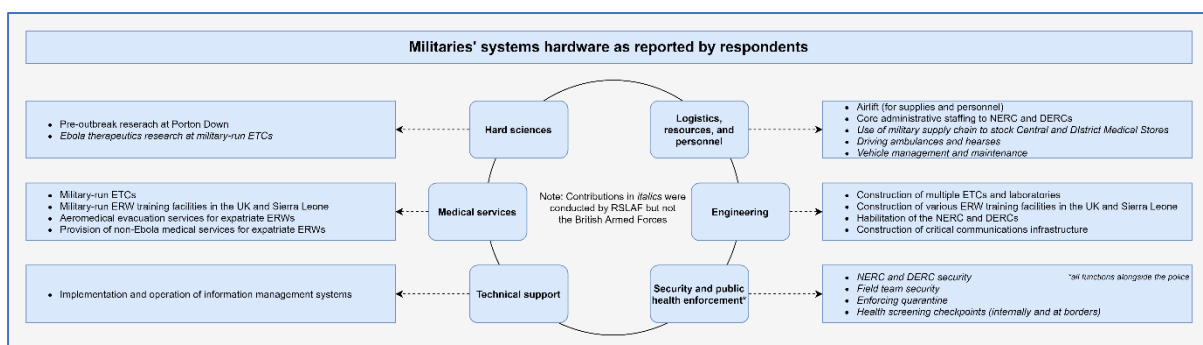 Militaries' systems hardware as reported by respondents
Pre-outbreak reserach at Porton Down
Ebola therapeutics research at military-run ETCs
Hard sciences
Logistics,
resources, and
personnel
Airlift (for supplies and personnel)
Core administrative staffing to NERC and DERCs
Use of military supply chain to stock Central and DIstrict Medical Stores
Driving ambulances and hearses
Vehicle management and maintenance
Military-run ETCs
Military-run ERW training facilities in the UK and Sierra Leone
Aeromedical evacuation services for expatriate ERWs
Provision of non-Ebola medical services for expatriate ERWs
Medical services
Note: Contributions in italics were
conducted by RSLAF but not
the British Armed Forces
Engineering
Construction of multiple ETCs and laboratories
Construction of various ERW training facilities in the UK and Sierra Leone
Habilitation of the NERC and DERCs
Construction of critical communications infrastructure
Implementation and operation of information management systems
Technical support
Security and public
health enforcement*
NERC and DERC security
*all functions alongside the police
Field team security
Enforcing quarantine
Health screening checkpoints (internally and at borders)